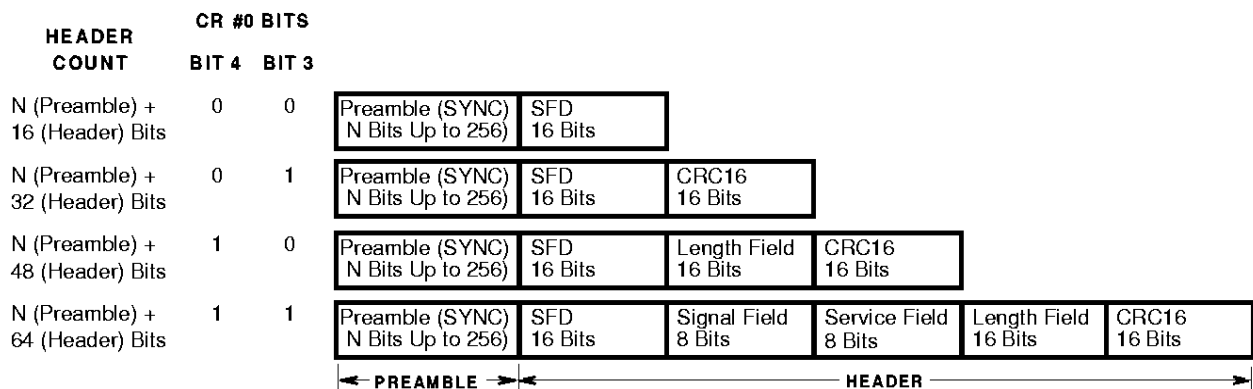 CR #0 BITS
HEADER
COUNT
BIT 4 BIT 3
N (Preamble) + 0 0 Preamble (SYNC) SFD
16 (Header) Bits N Bits Up to 256) 16 Bits
N (Preamble) + 0 1 Preamble (SYNC) SFD CRC16
32 (Header) Bits N Bits Up to 256) 16 Bits 16 Bits
N (Preamble) + 1 0 Preamble (SYNC) SFD Length Field CRC16
48 (Header) Bits N Bits Up to 256) 16 Bits 16 Bits 16 Bits
N (Preamble) + 1 1 Preamble (SYNC) SFD Signal Field Service Field Length Field CRC16
64 (Header) Bits N Bits Up to 256) 16 Bits 8 Bits 8 Bits 16 Bits 16 Bits
PREAMBLE HEADER